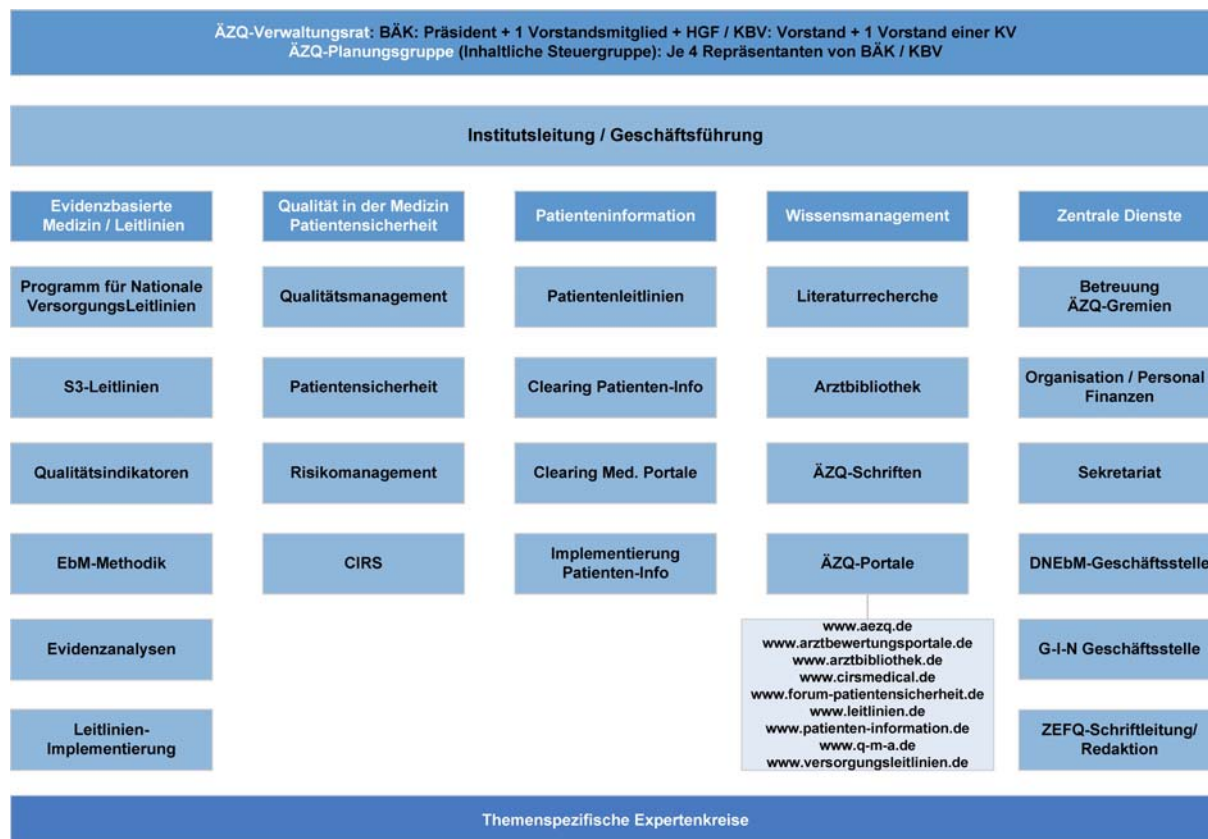 ÄZQ-Verwaltungsrat: BÄK: Präsident + 1 Vorstandsmitglied + HGF / KBV: Vorstand + 1 Vorstand einer KV
ÄZQ-Planungsgruppe (Inhaltliche Steuergruppe): Je 4 Repräsentanten von BÄK / KBV
Institutsleitung / Geschäftsführung
Evidenzbasierte
Medizin / Leitlinien
Programm für Nationale
VersorgungsLeitlinien
S3-Leitlinien
Qualitätsindikatoren
EbM-Methodik
Evidenzanalysen
Leitlinien-
Implementierung
Qualität in der Medizin
Patientensicherheit
Qualitätsmanagement
Patientensicherheit
Risikomanagement
CIRS
Patienteninformation
Patientenleitlinien
Clearing Patienten-Info
Clearing Med. Portale
Implementierung
Patienten-Info
Wissensmanagement
Literaturrecherche
Arztbibliothek
ÄZQ-Schriften
ÄZQ-Portale
www.aezq.de
www.arztbewertungsportale.de
www.arztbibliothek.de
www.cirsmedical.de
www.forum-patientensicherheit.de
www.leitlinien.de
www.patienten-information.de
www.q-m-a.de
www.versorgungsleitlinien.de
Zentrale Dienste
Betreuung
ÄZQ-Gremien
Organisation / Personal
Finanzen
Sekretariat
DNEbM-Geschäftsstelle
G-I-N Geschäftsstelle
ZEFQ-Schriftleitung/
Redaktion
Themenspezifische Expertenkreise